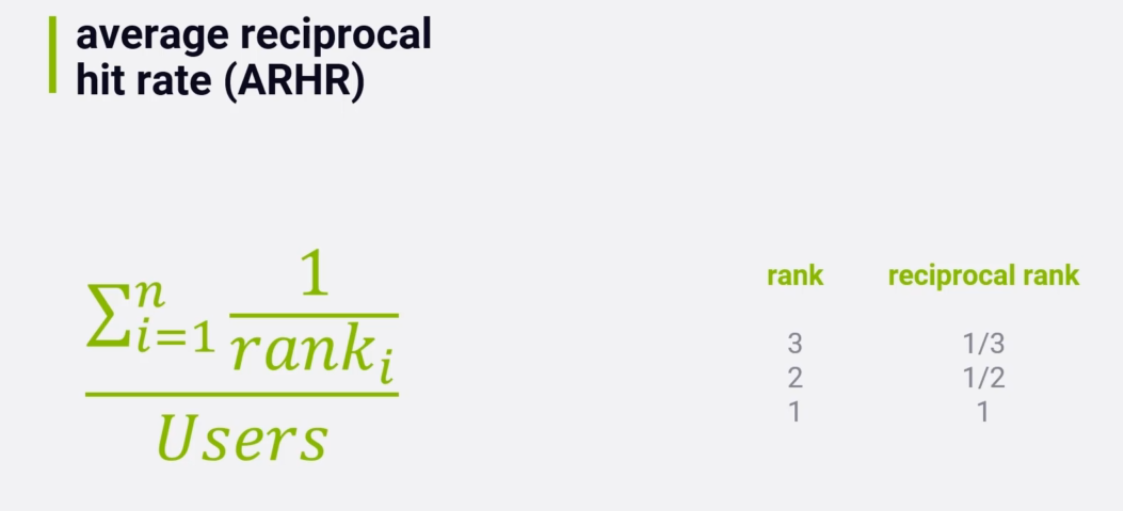 average reciprocal
hit rate (ARHR)
∑ⁿᵢ₌₁ 1/rankᵢ
Users
rank reciprocal rank
3 1/3
2 1/2
1 1